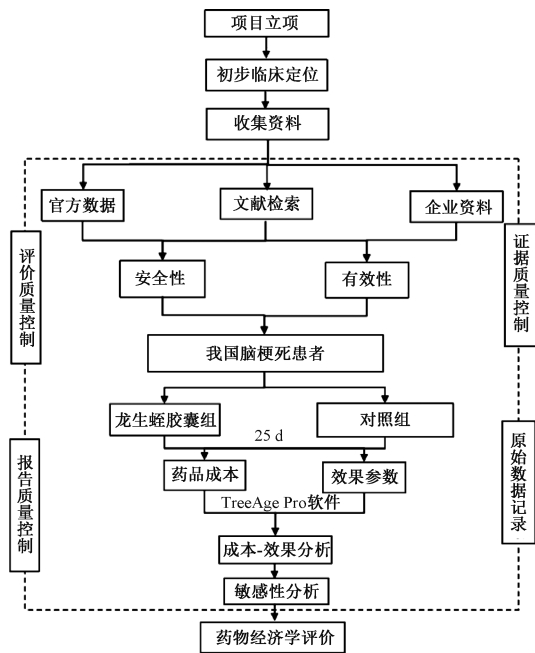 项目立项
初步临床定位
收集资料
官方数据
文献检索
企业资料
评价质量控制
证据质量控制
安全性
有效性
我国脑梗死患者
龙生蛭胶囊组
对照组
25 d
药品成本
效果参数
报告质量控制
原始数据记录
TreeAge Pro软件
成本-效果分析
敏感性分析
药物经济学评价